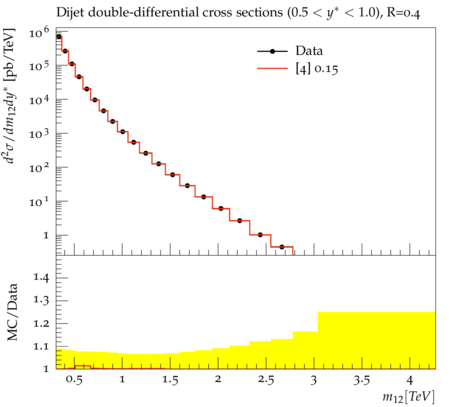 Dijet double-differential cross sections (0.5 < y* < 1.0), R=0.4
d²σ/dm₁₂dy* [pb/TeV]
10⁶
10⁵
10⁴
10³
10²
10¹
1
Data
[4] 0.15
MC/Data
1.4
1.3
1.2
1.1
1
0.5 1 1.5 2 2.5 3 3.5 4
m₁₂[TeV]